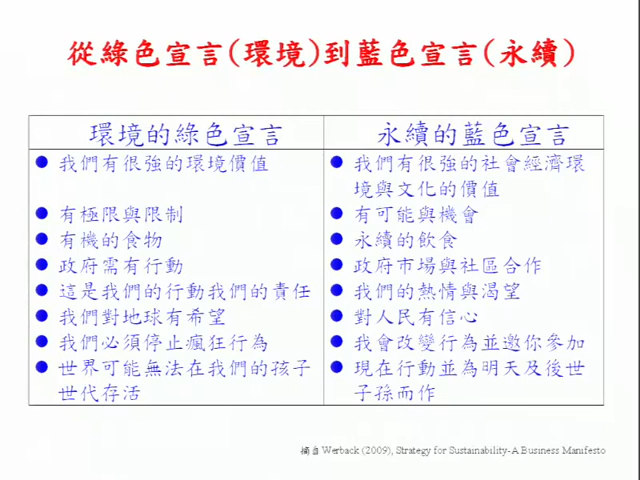 從綠色宣言(環境)到藍色宣言(永續)
環境的綠色宣言
● 我們有很強的環境價值
● 有極限與限制
● 有機的食物
● 政府需有行動
● 這是我們的行動我們的責任
● 我們對地球有希望
● 我們必須停止瘋狂行為
● 世界可能無法在我們的孩子
世代存活
永續的藍色宣言
● 我們有很強的社會經濟環
境與文化的價值
● 有可能與機會
● 永續的飲食
● 政府市場與社區合作
● 我們的熱情與渴望
● 對人民有信心
● 我會改變行為並邀你參加
● 現在行動並為明天及後世
子孫而作
摘自 Werback (2009), Strategy for Sustainability-A Business Manifesto